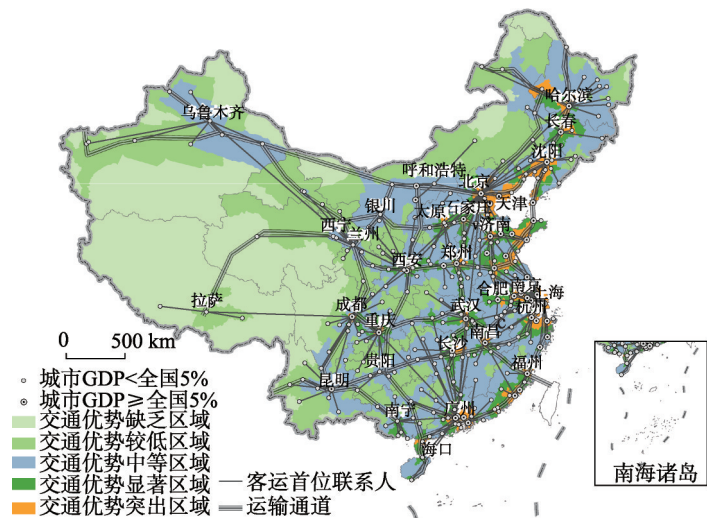 哈尔滨
长春
沈阳
乌鲁木齐
呼和浩特
北京
天津
银川
太原
石家庄
济南
西宁
兰州
西安
郑州
合肥
南京
上海
杭州
拉萨
成都
重庆
武汉
南昌
长沙
贵阳
福州
昆明
南宁
广州
海口
0 500 km
城市GDP<全国5%
城市GDP≥全国5%
交通优势缺乏区域
交通优势较低区域
交通优势中等区域
交通优势显著区域
交通优势突出区域
客运首位联系人
运输通道
南海诸岛